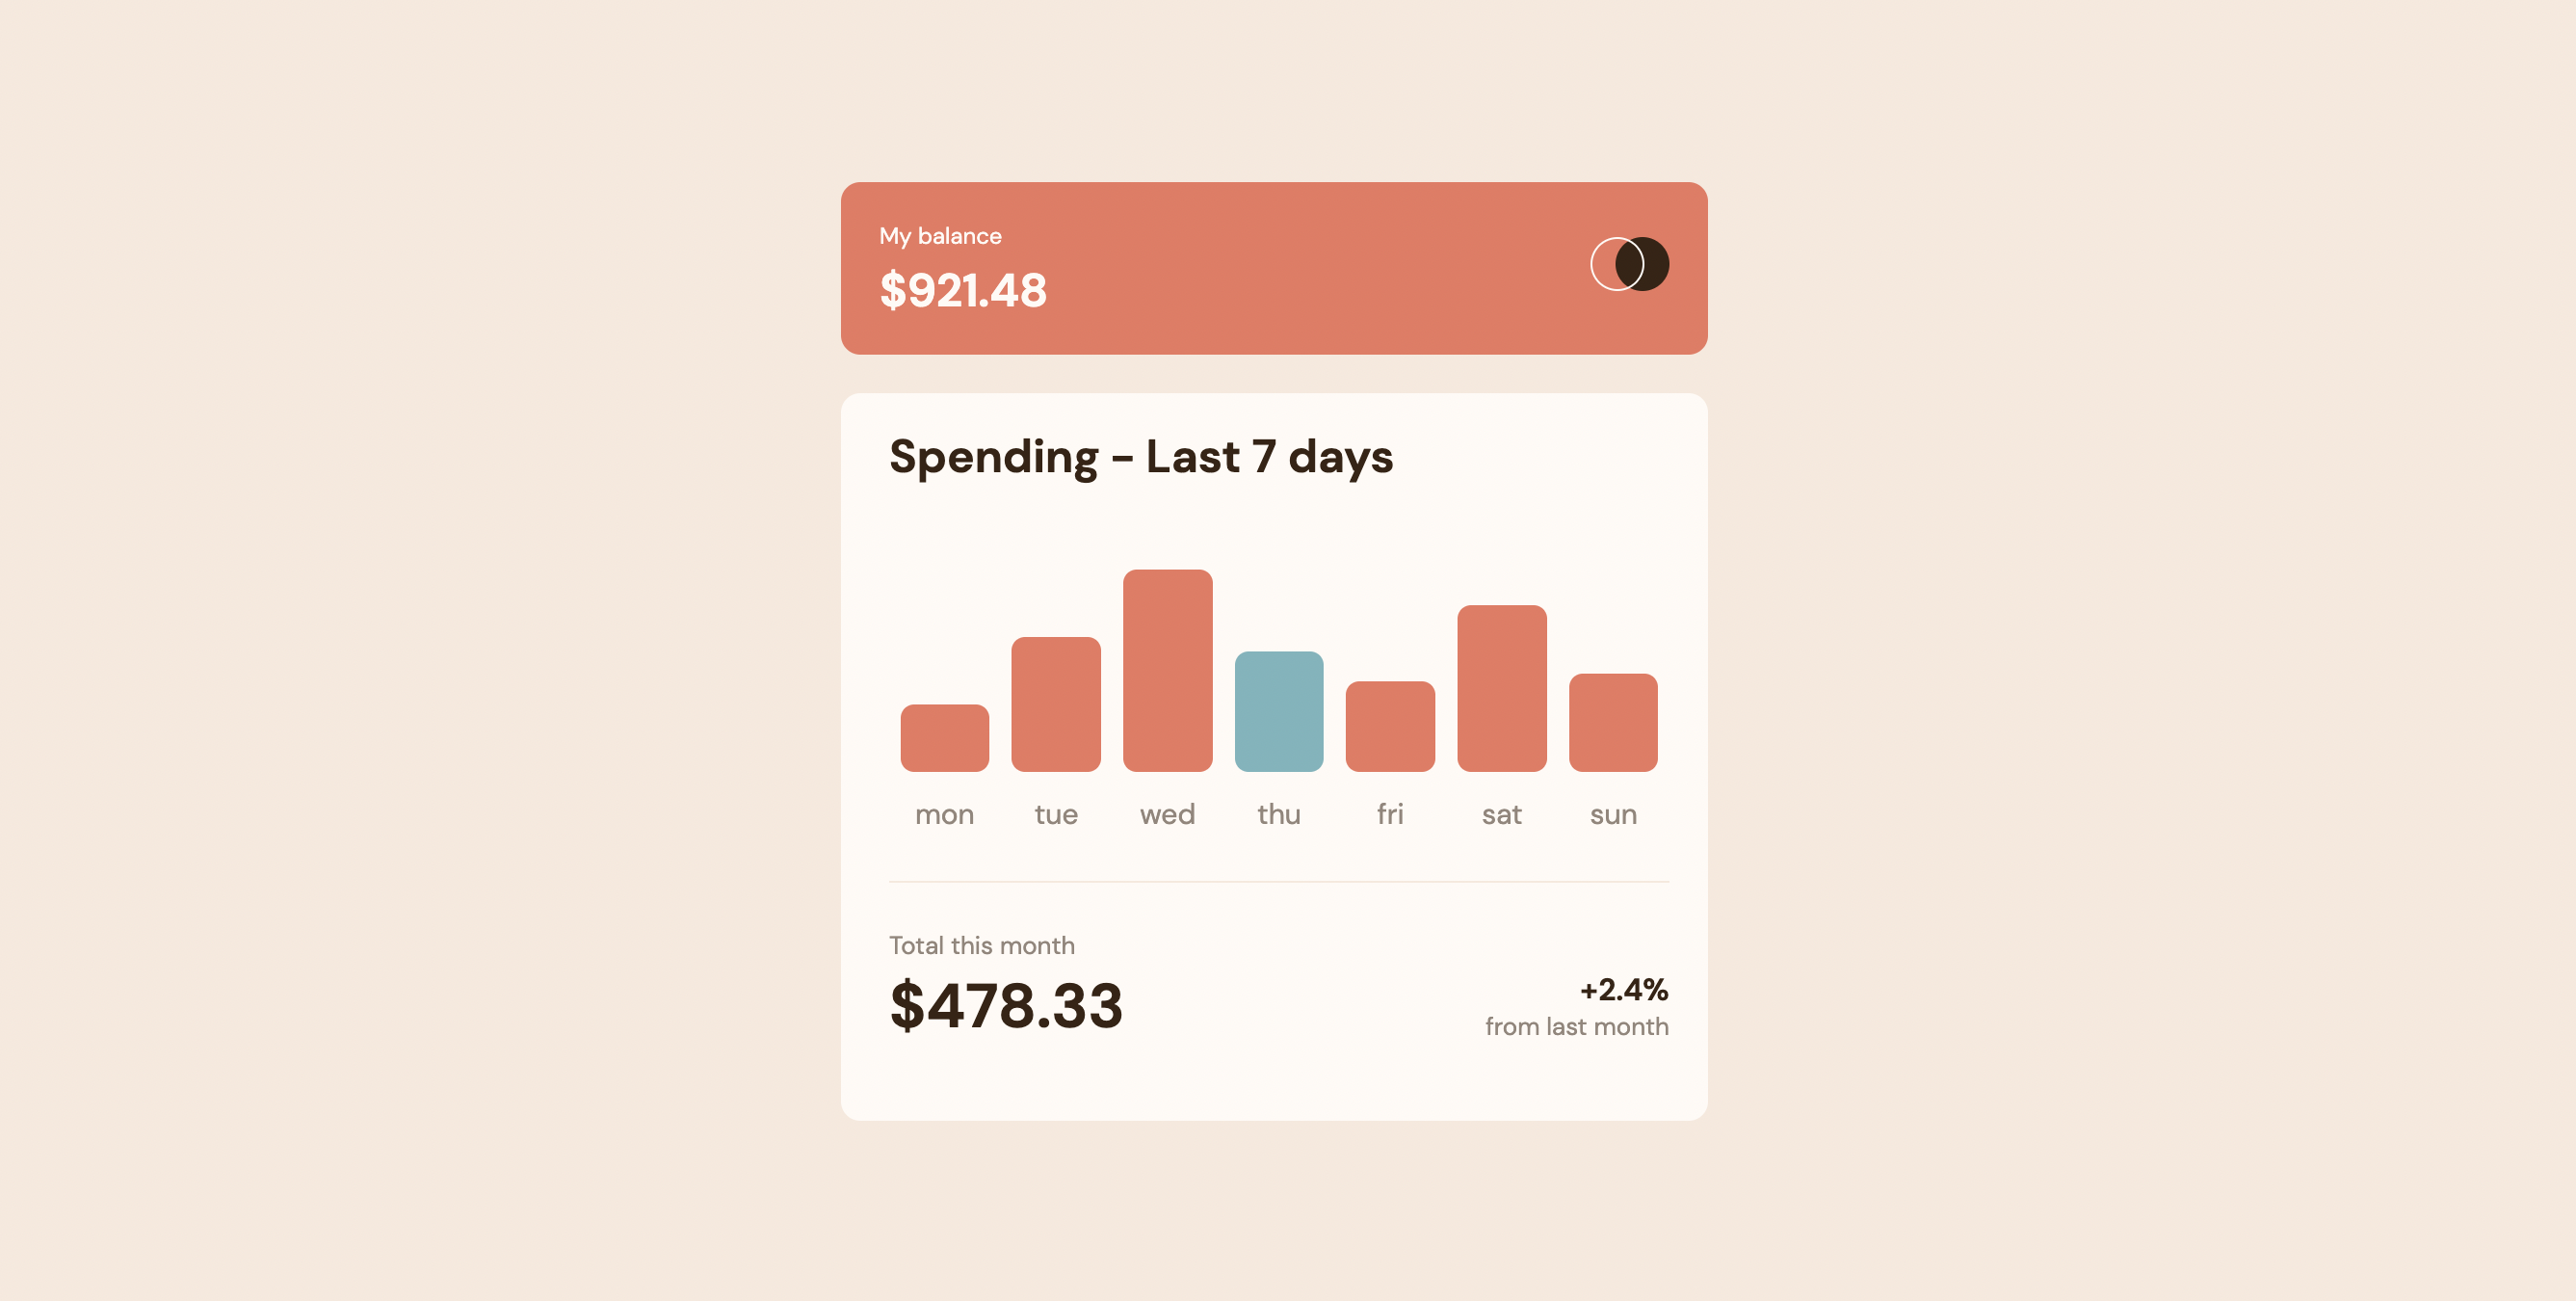 My balance
$921.48
Spending - Last 7 days
mon tue wed thu fri sat sun
Total this month
$478.33
+2.4%
from last month